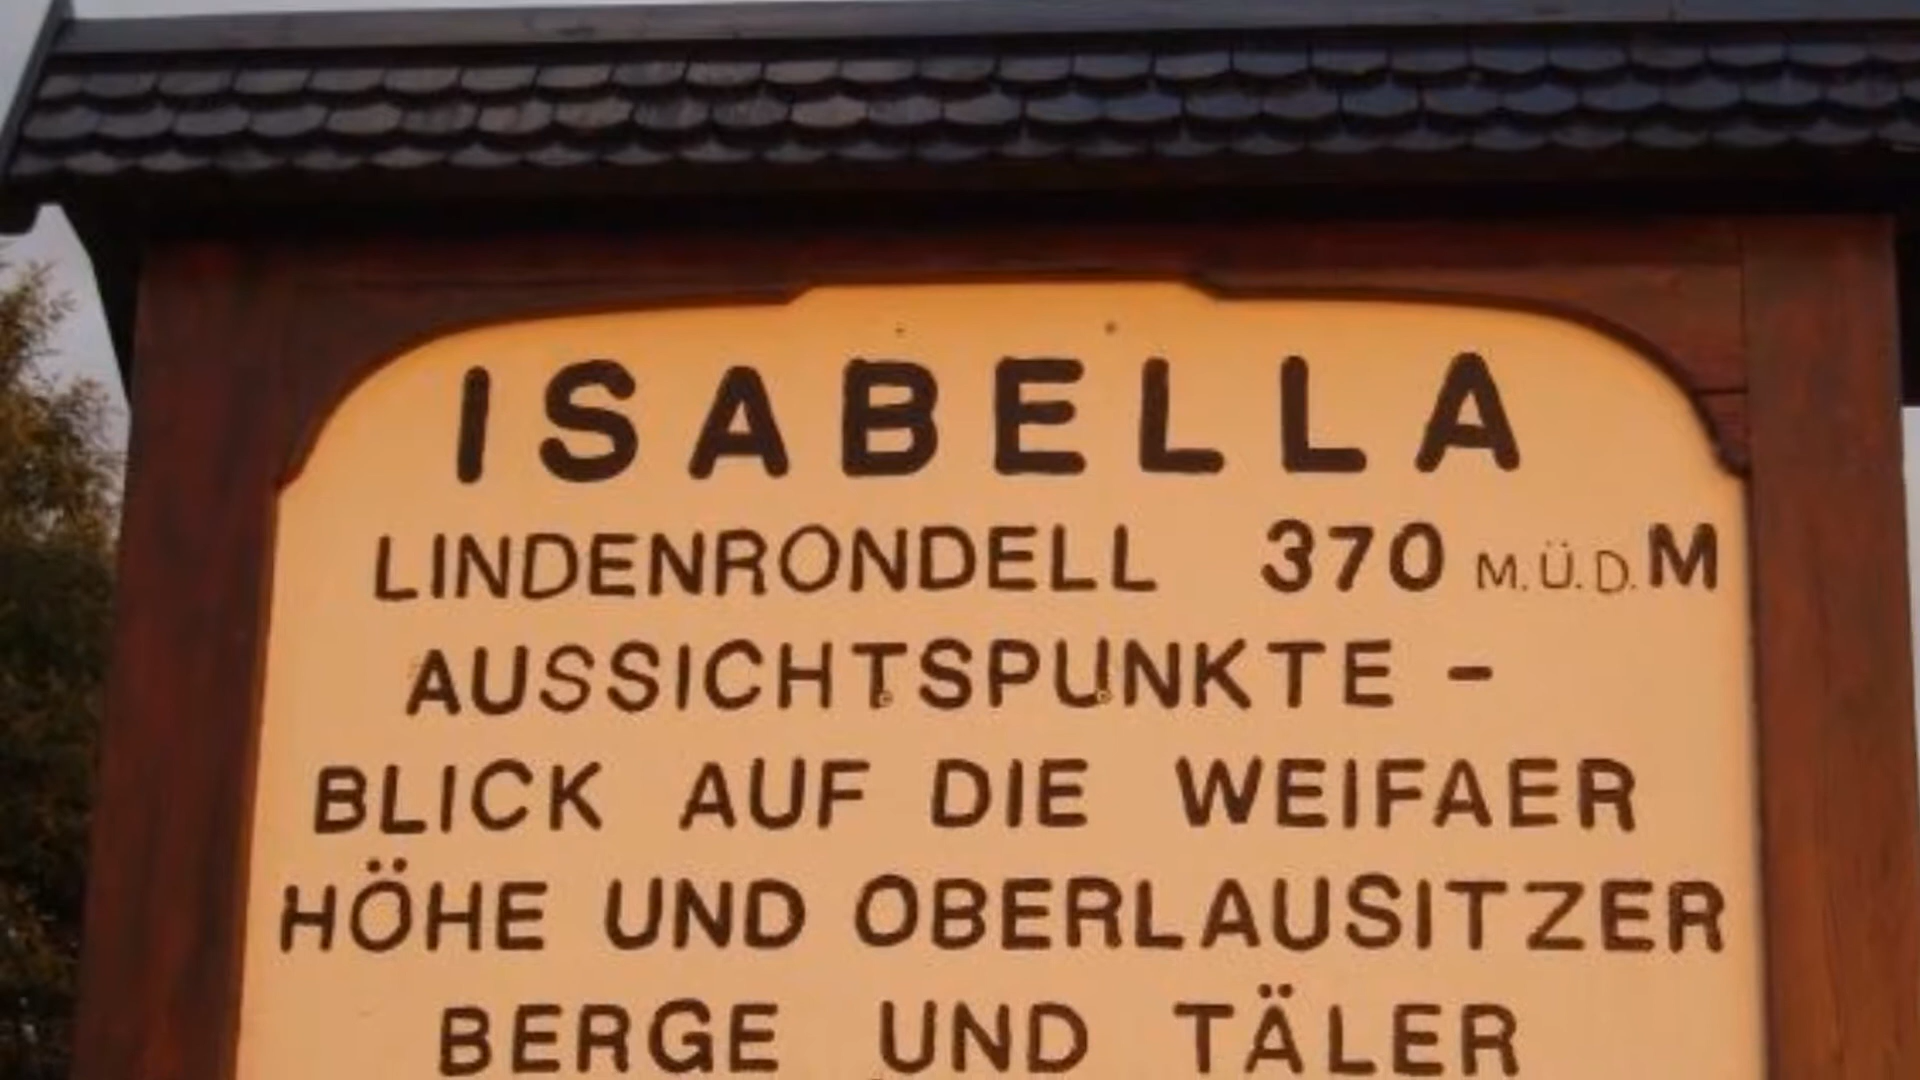 ISABELLA
LINDENRONDELL 370 M.Ü.D.M
AUSSICHTSPUNKTE -
BLICK AUF DIE WEIFAER
HÖHE UND OBERLAUSITZER
BERGE UND TÄLER